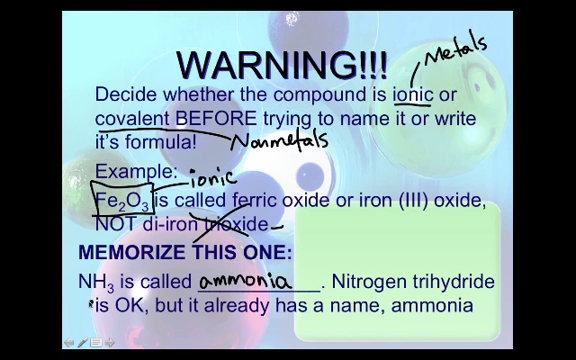 WARNING!!!
Metals
Decide whether the compound is ionic or
covalent BEFORE trying to name it or write
it's formula!
Nonmetals
Example:
ionic
Fe₂O₃ is called ferric oxide or iron (III) oxide,
NOT di-iron trioxide
MEMORIZE THIS ONE:
NH₃ is called ammonia. Nitrogen trihydride
is OK, but it already has a name, ammonia